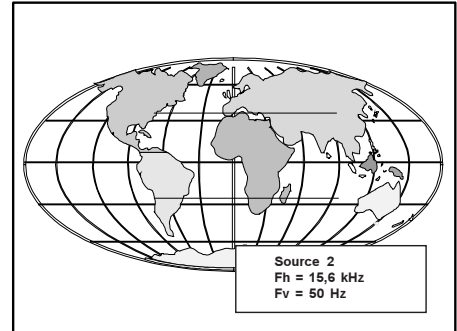 Source 2
Fh = 15,6 kHz
Fv = 50 Hz